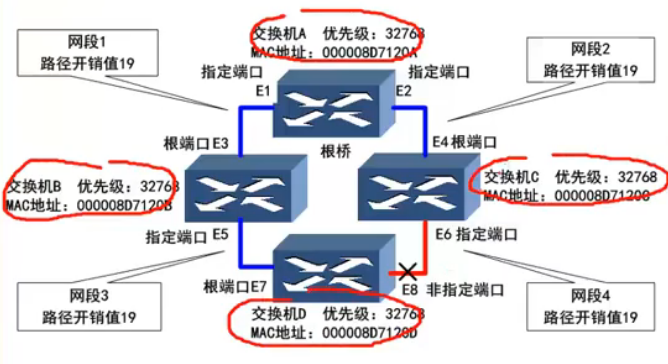 交换机A 优先级：32768
MAC地址：000008D7120A
网段1
路径开销值19
网段2
路径开销值19
指定端口
指定端口
E1
E2
根桥
根端口E3
E4根端口
交换机B 优先级：32768
MAC地址：000008D7120B
交换机C 优先级：32768
MAC地址：
指定端口 E5
E6 指定端口
根端口E7
E8 非指定端口
网段3
路径开销值19
交换机D 优先级：32768
MAC地址：000008D7120D
网段4
路径开销值19